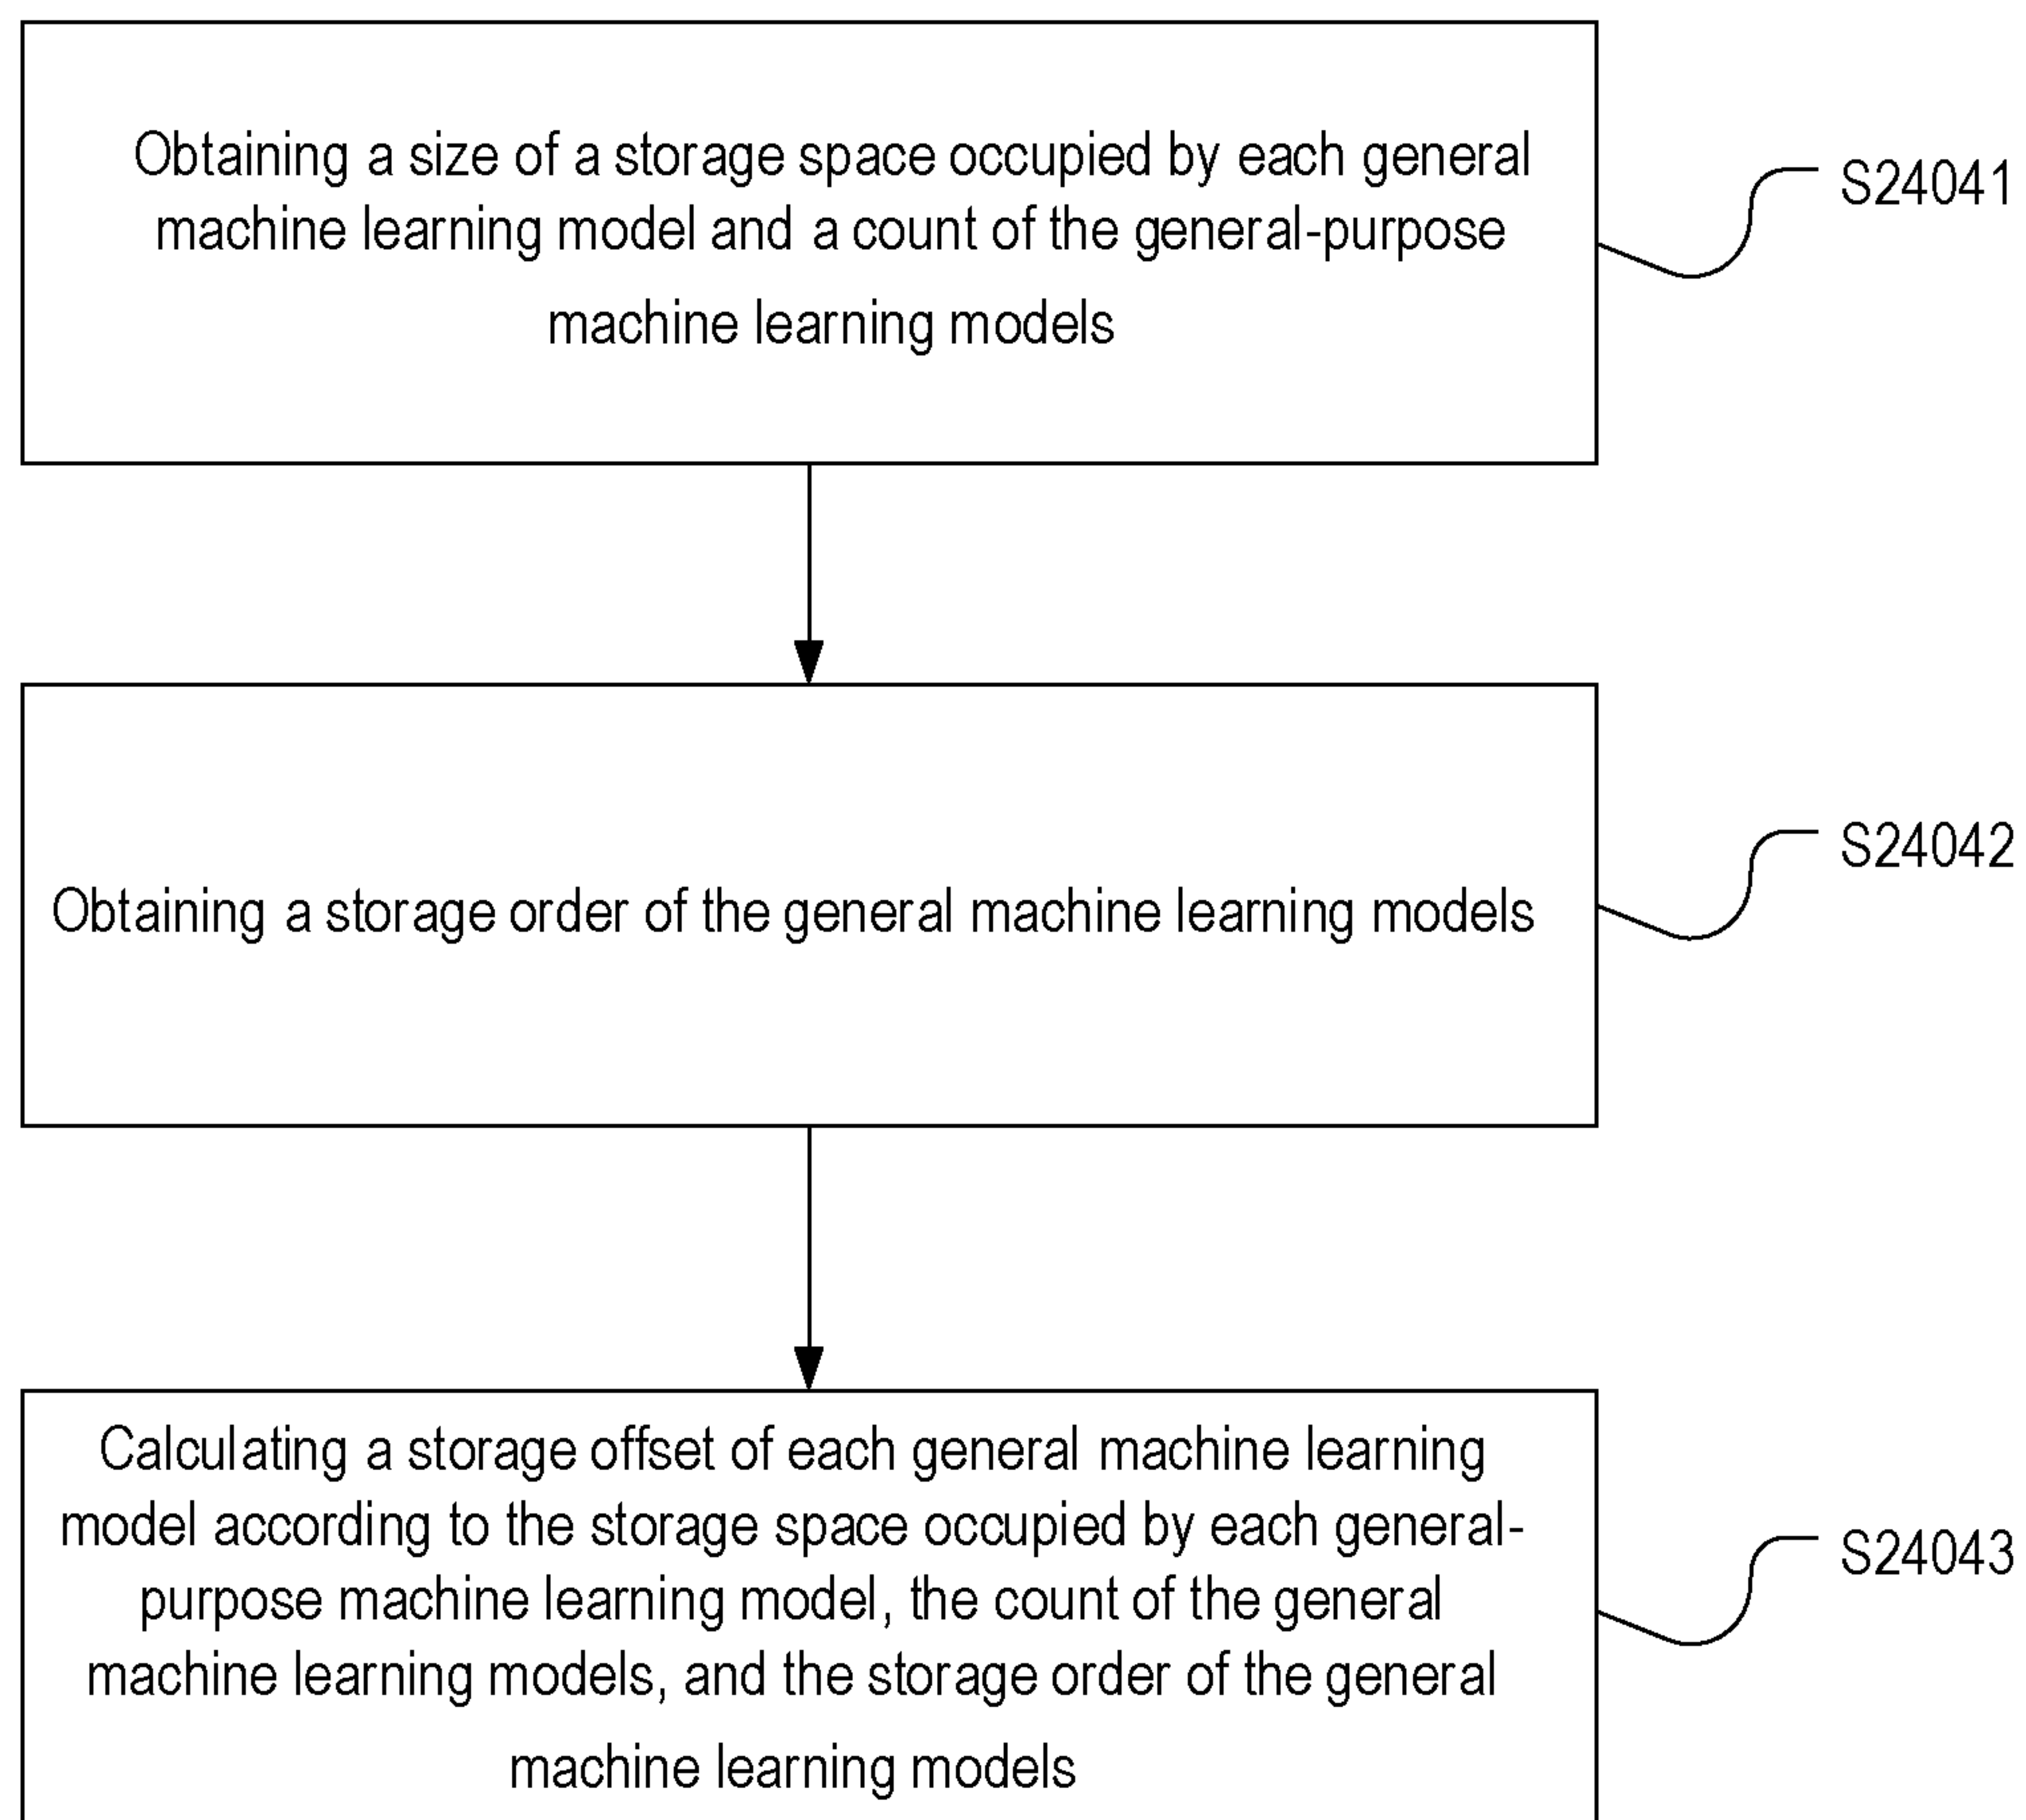 Obtaining a size of a storage space occupied by each general
machine learning model and a count of the general-purpose
machine learning models
S24041
Obtaining a storage order of the general machine learning models
S24042
Calculating a storage offset of each general machine learning
model according to the storage space occupied by each general-
purpose machine learning model, the count of the general
machine learning models, and the storage order of the general
machine learning models
S24043